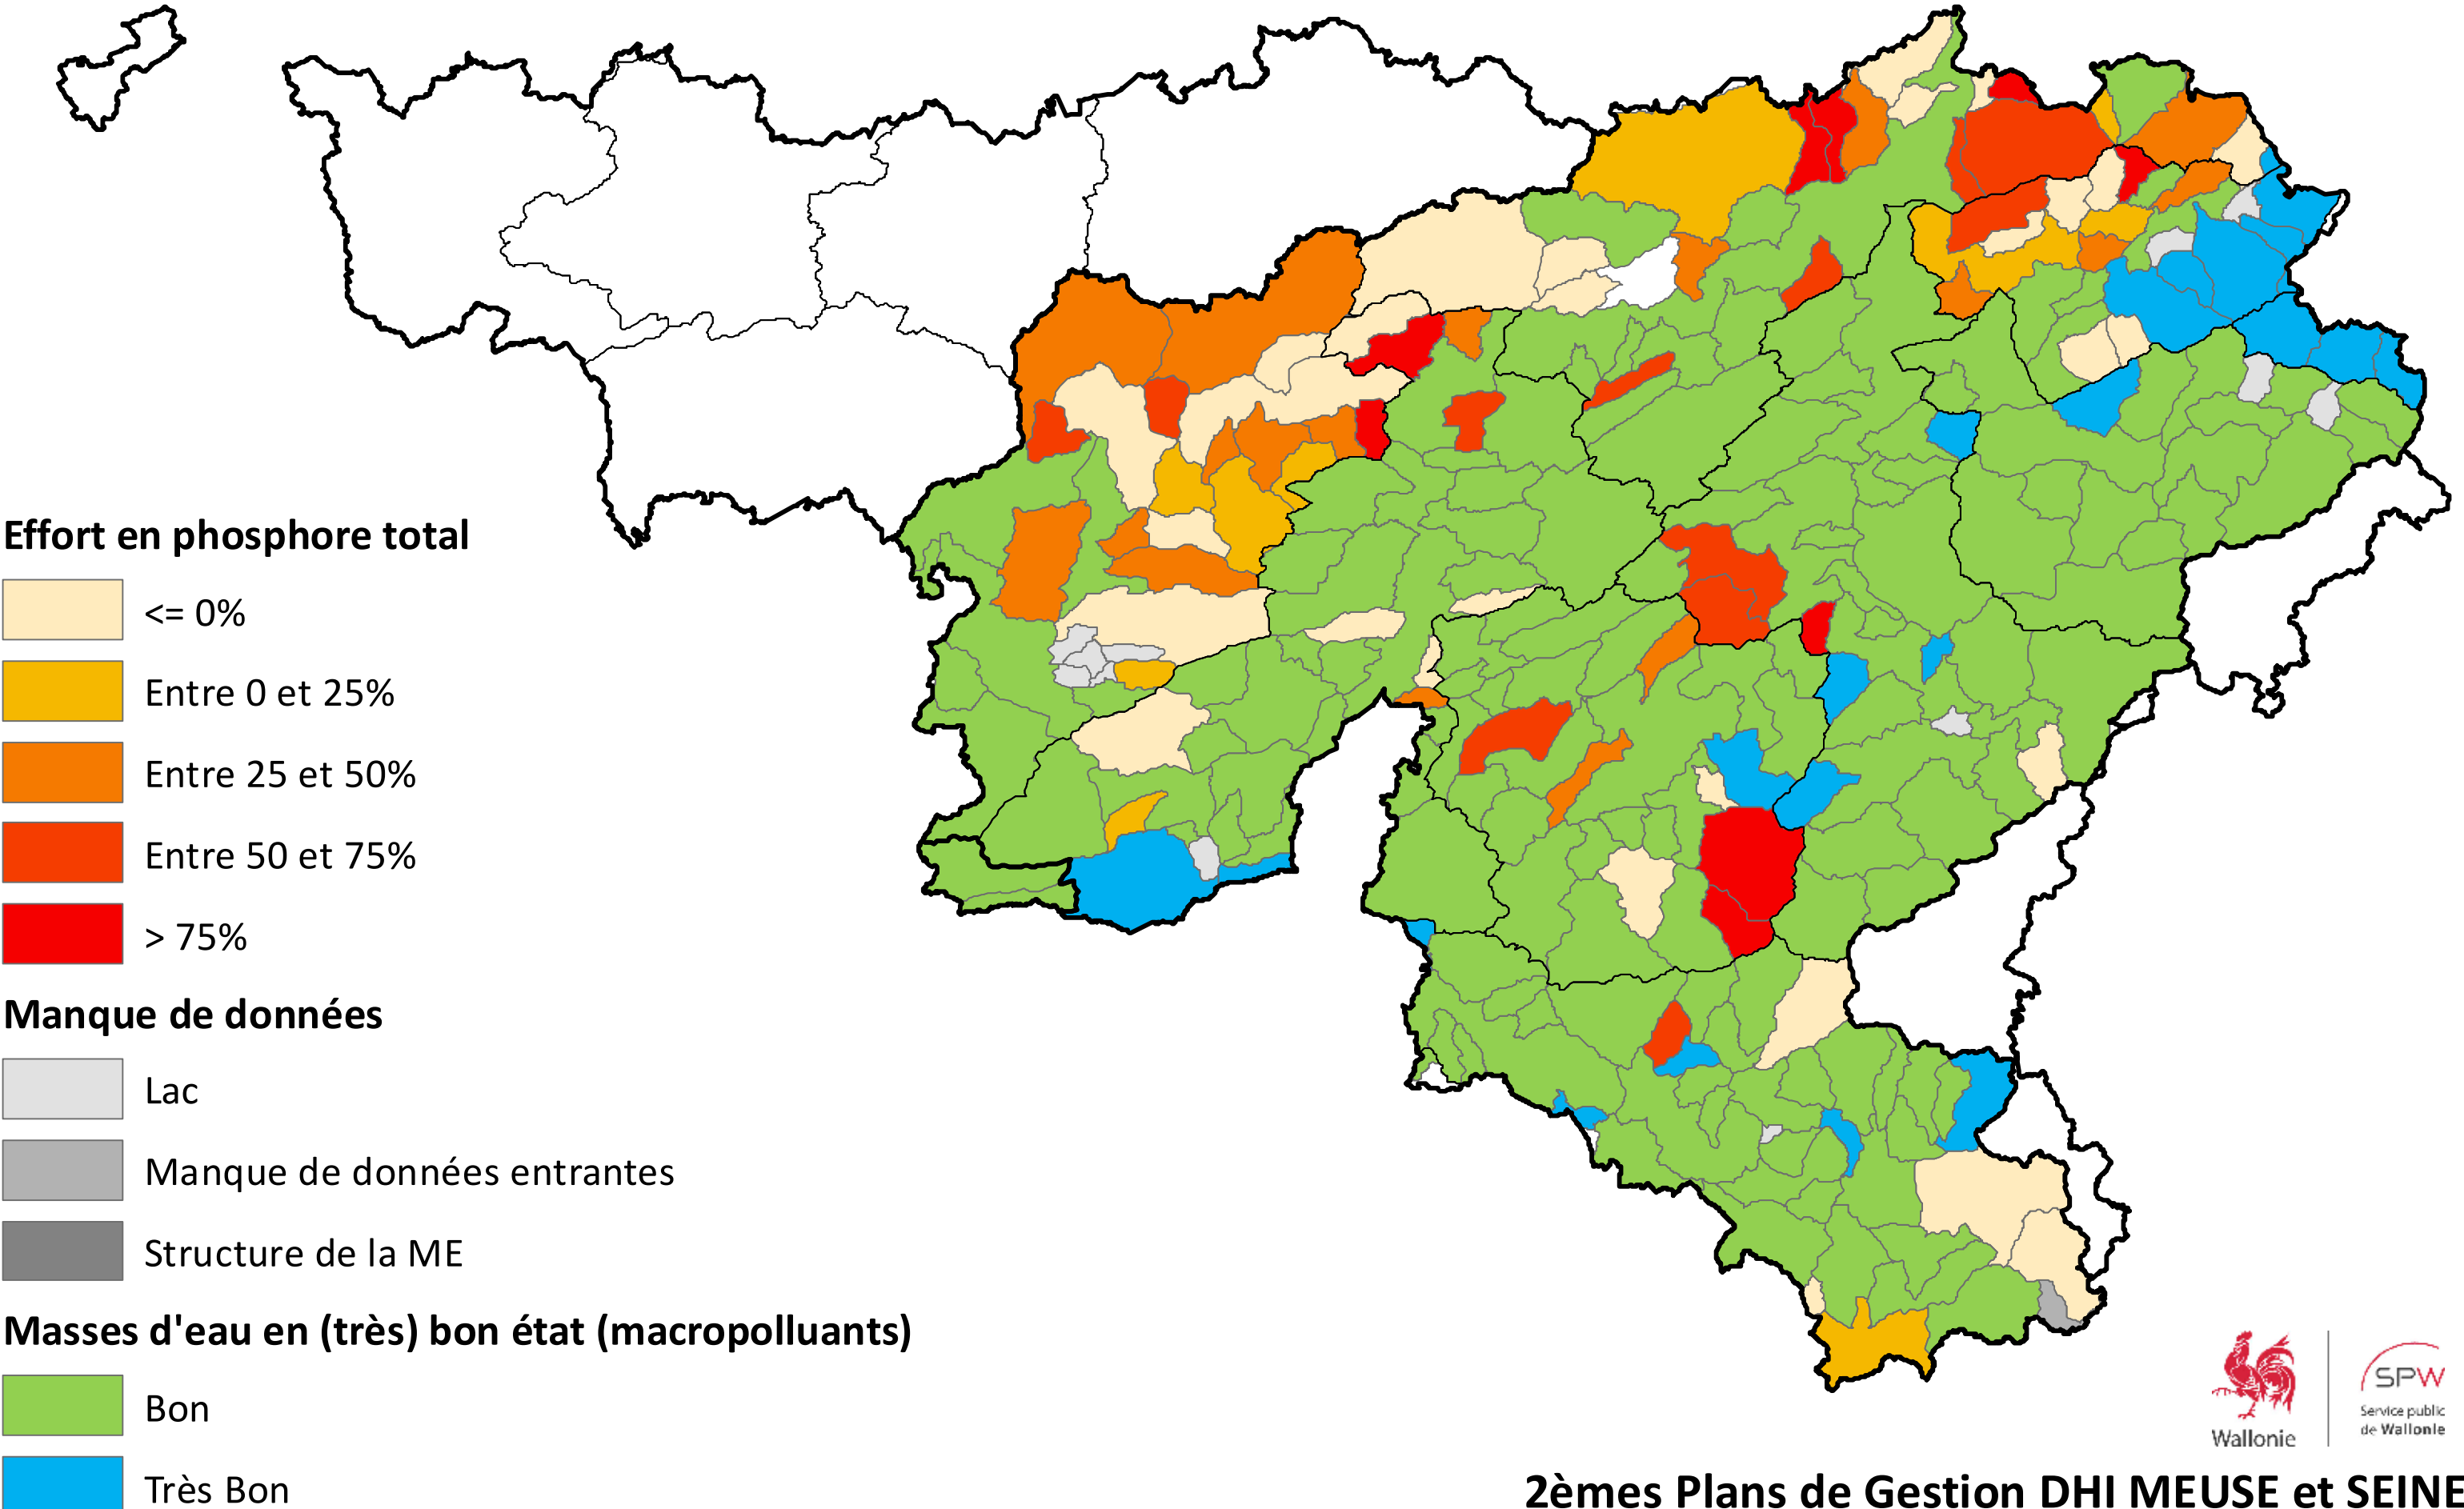 Effort en phosphore total
<= 0%
Entre 0 et 25%
Entre 25 et 50%
Entre 50 et 75%
> 75%
Manque de données
Lac
Manque de données entrantes
Structure de la ME
Masses d'eau en (très) bon état (macropolluants)
Bon
Très Bon
Wallonie
SPW
Service public
de Wallonie
2èmes Plans de Gestion DHI MEUSE et SEINE